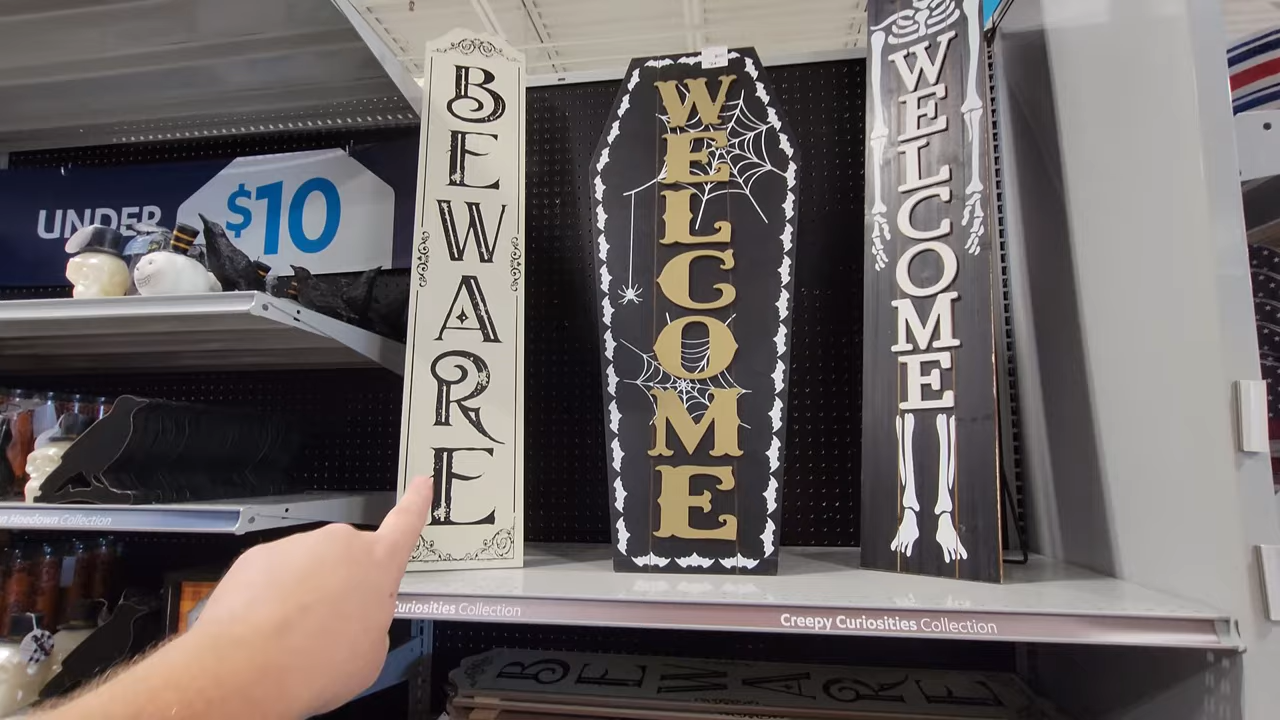 UNDER $10
BEWARE
WELCOME
WELCOME
Hoedown Collection
Curiosities Collection
Creepy Curiosities Collection
BEWARE